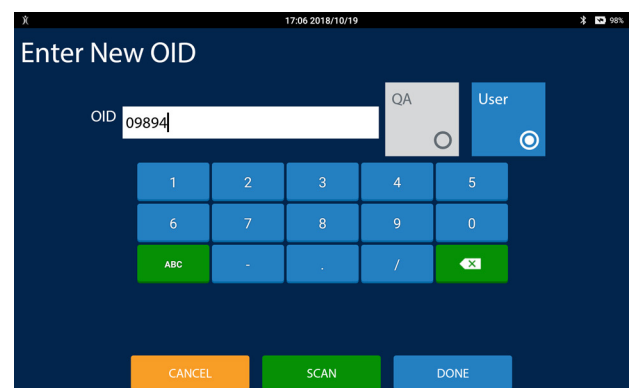 17:06 2018/10/19 98%
Enter New OID
OID 09894 QA User
1 2 3 4 5
6 7 8 9 0
ABC - . /
CANCEL SCAN DONE